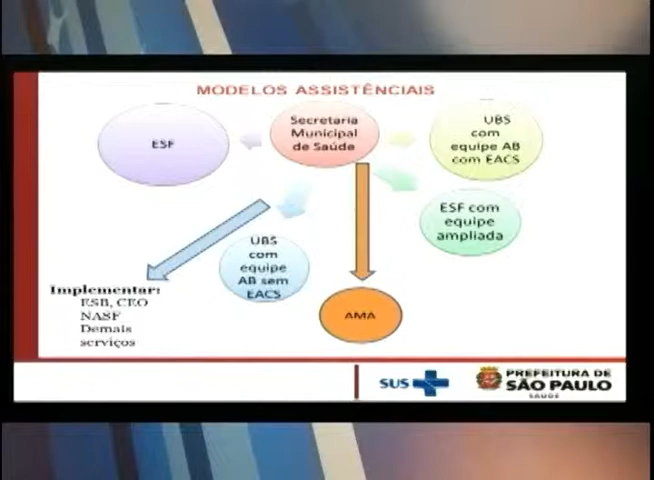 MODELOS ASSISTÊNCIAIS
ESF
Secretaria
Municipal
de Saúde
UBS
com
equipe AB
com EACS
ESF com
equipe
ampliada
UBS
com
equipe
AB sem
EACS
AMA
Implementar:
ESB, CEO
NASF
Demais
serviços
SUS
PREFEITURA DE
SÃO PAULO
SAÚDE